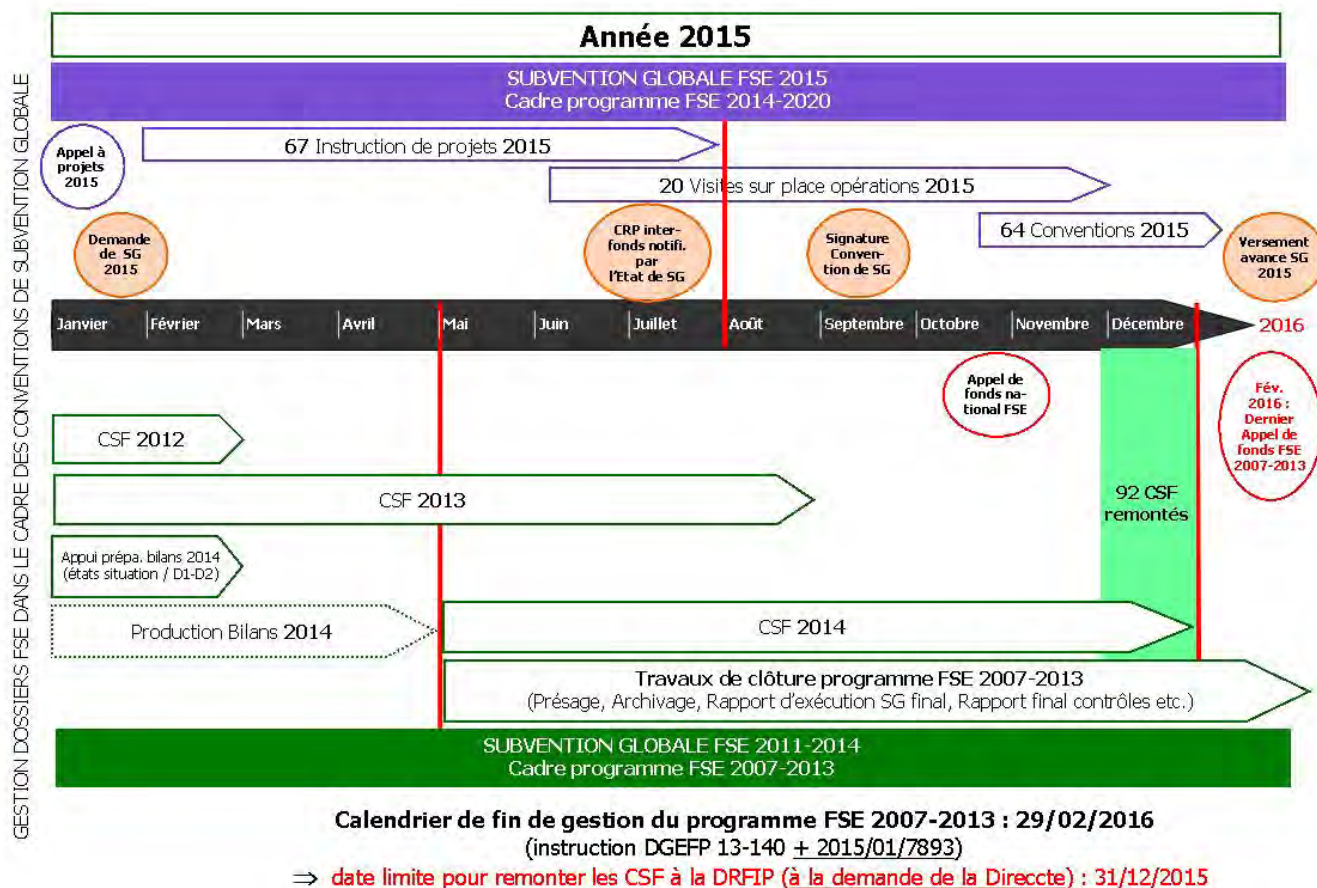 Année 2015
SUBVENTION GLOBALE FSE 2015
Cadre programme FSE 2014-2020
GESTION DOSSIERS FSE DANS LE CADRE DES CONVENTIONS DE SUBVENTION GLOBALE
Appel à
projets
2015
67 Instruction de projets 2015
20 Visites sur place opérations 2015
64 Conventions 2015
Demande
de SG
2015
CRP inter-
fonds notifi.
par
l'Etat de SG
Signature
Conven-
tion de SG
Versement
avance SG
2015
Janvier Février Mars Avril Mai Juin Juillet Août Septembre Octobre Novembre Décembre 2016
Appel de
fonds na-
tional FSE
Fév.
2016 :
Dernier
Appel de
fonds FSE
2007-2013
CSF 2012
CSF 2013
92 CSF
remontés
Appui prépa. bilans 2014
(états situation / D1-D2)
Production Bilans 2014
CSF 2014
Travaux de clôture programme FSE 2007-2013
(Présage, Archivage, Rapport d'exécution SG final, Rapport final contrôles etc.)
SUBVENTION GLOBALE FSE 2011-2014
Cadre programme FSE 2007-2013
Calendrier de fin de gestion du programme FSE 2007-2013 : 29/02/2016
(instruction DGEFP 13-140 + 2015/01/7893)
⇒ date limite pour remonter les CSF à la DRFIP (à la demande de la Direccte) : 31/12/2015